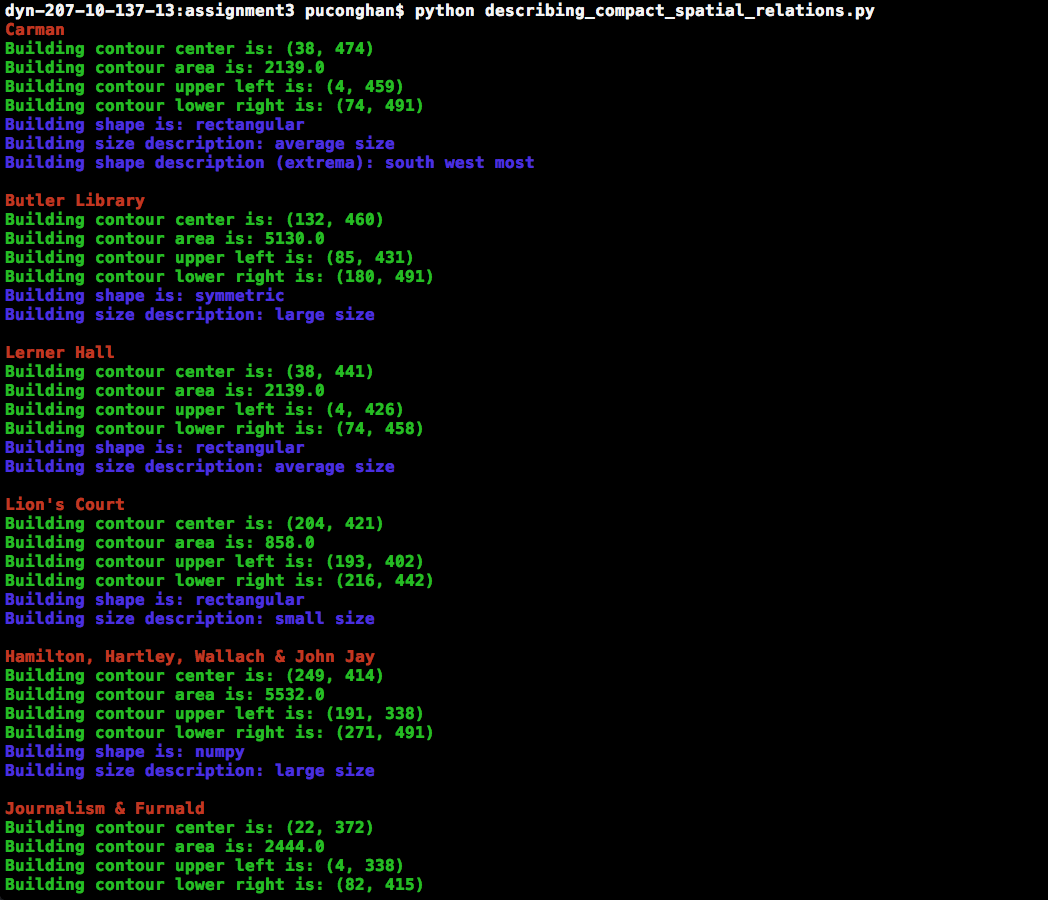 dyn-207-10-137-13:assignment3 puconghan$ python describing_compact_spatial_relations.py
Carman
Building contour center is: (38, 474)
Building contour area is: 2139.0
Building contour upper left is: (4, 459)
Building contour lower right is: (74, 491)
Building shape is: rectangular
Building size description: average size
Building shape description (extrema): south west most
Butler Library
Building contour center is: (132, 460)
Building contour area is: 5130.0
Building contour upper left is: (85, 431)
Building contour lower right is: (180, 491)
Building shape is: symmetric
Building size description: large size
Lerner Hall
Building contour center is: (38, 441)
Building contour area is: 2139.0
Building contour upper left is: (4, 426)
Building contour lower right is: (74, 458)
Building shape is: rectangular
Building size description: average size
Lion's Court
Building contour center is: (204, 421)
Building contour area is: 858.0
Building contour upper left is: (193, 402)
Building contour lower right is: (216, 442)
Building shape is: rectangular
Building size description: small size
Hamilton, Hartley, Wallach & John Jay
Building contour center is: (249, 414)
Building contour area is: 5532.0
Building contour upper left is: (191, 338)
Building contour lower right is: (271, 491)
Building shape is: numpy
Building size description: large size
Journalism & Furnald
Building contour center is: (22, 372)
Building contour area is: 2444.0
Building contour upper left is: (4, 338)
Building contour lower right is: (82, 415)